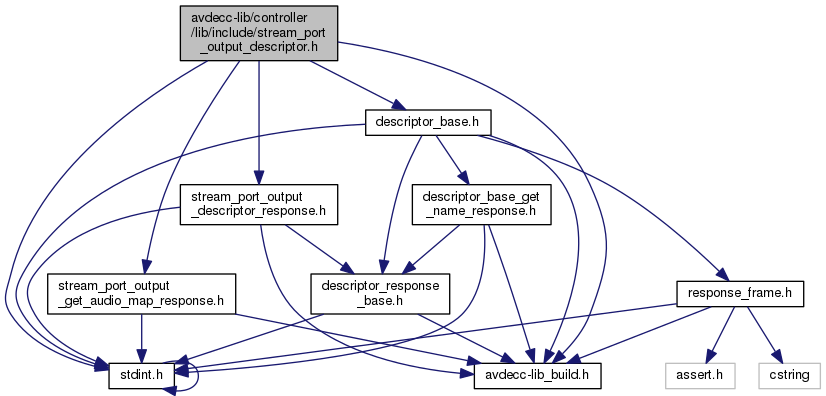 avdecc-lib/controller
/lib/include/stream_port
_output_descriptor.h
descriptor_base.h
stream_port_output
_descriptor_response.h
descriptor_base_get
_name_response.h
stream_port_output
_get_audio_map_response.h
descriptor_response
_base.h
response_frame.h
stdint.h
avdecc-lib_build.h
assert.h
cstring